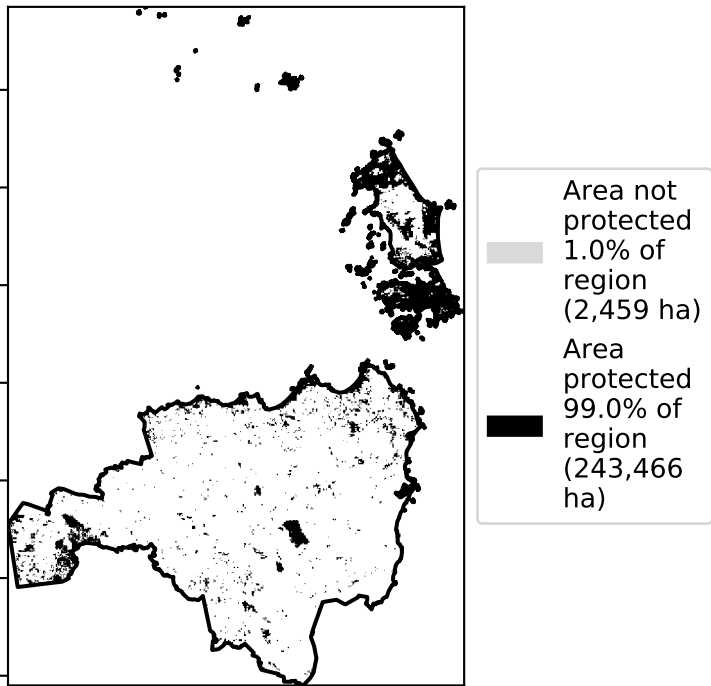 Area not
protected
1.0% of
region
(2,459 ha)
Area
protected
99.0% of
region
(243,466
ha)